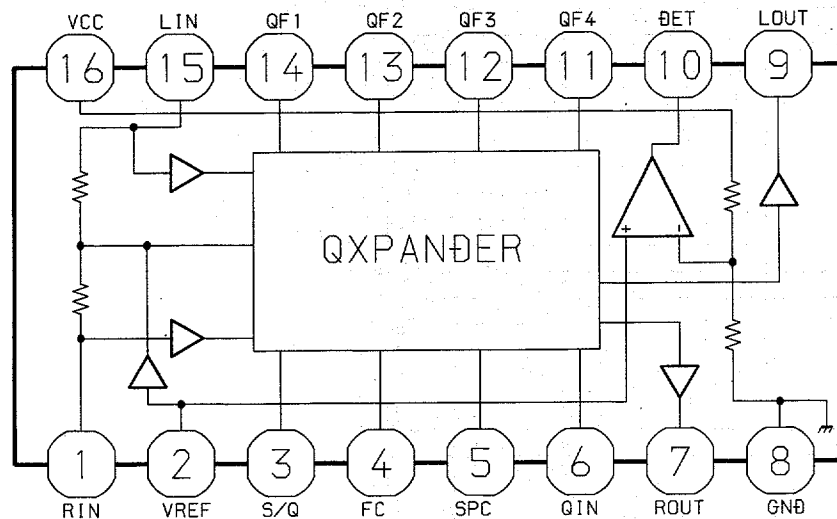 VCC LIN QF1 QF2 QF3 QF4 DET LOUT
16 15 14 13 12 11 10 9
QXPANDER
+ -
1 2 3 4 5 6 7 8
RIN VREF S/Q FC SPC QIN ROUT GND